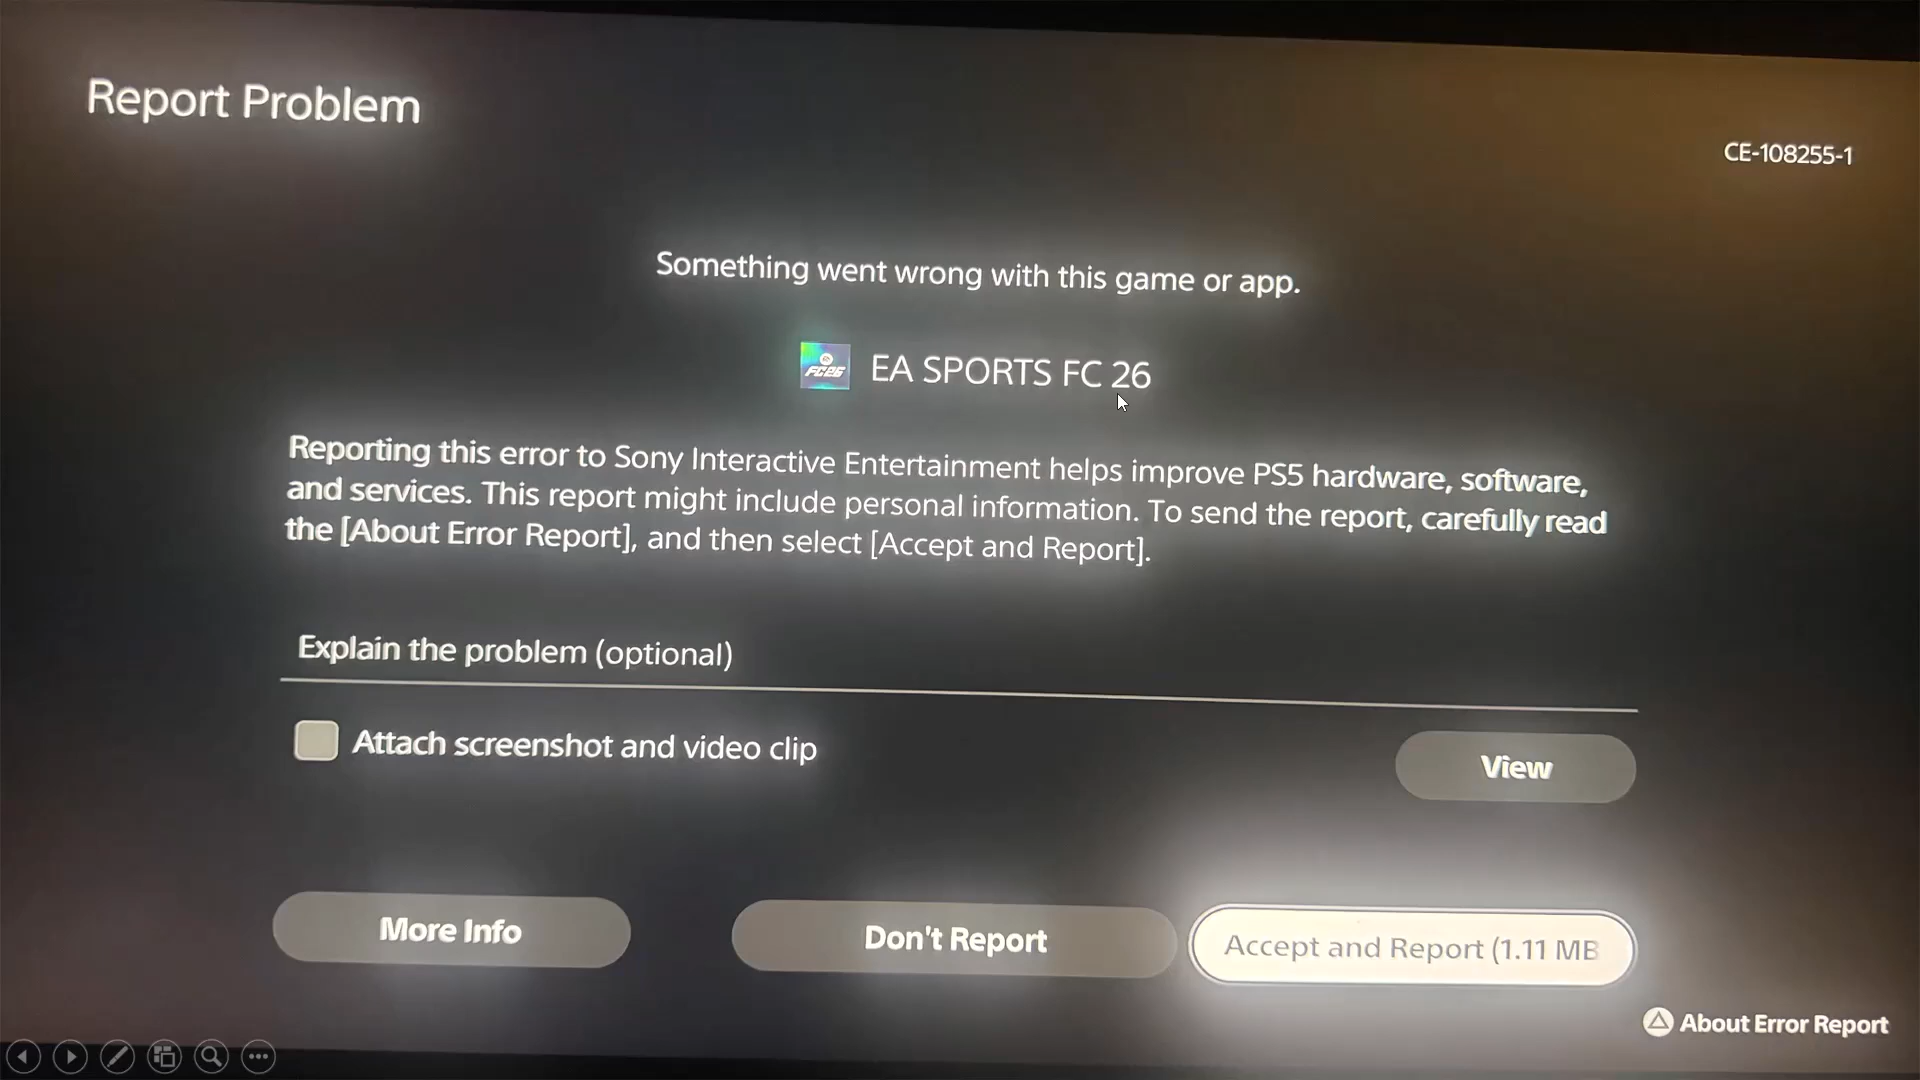 Report Problem
CE-108255-1
Something went wrong with this game or app.
FC26
EA SPORTS FC 26
Reporting this error to Sony Interactive Entertainment helps improve PS5 hardware, software,
and services. This report might include personal information. To send the report, carefully read
the [About Error Report], and then select [Accept and Report].
Explain the problem (optional)
Attach screenshot and video clip
View
More Info
Don't Report
Accept and Report (1.11 MB
About Error Report